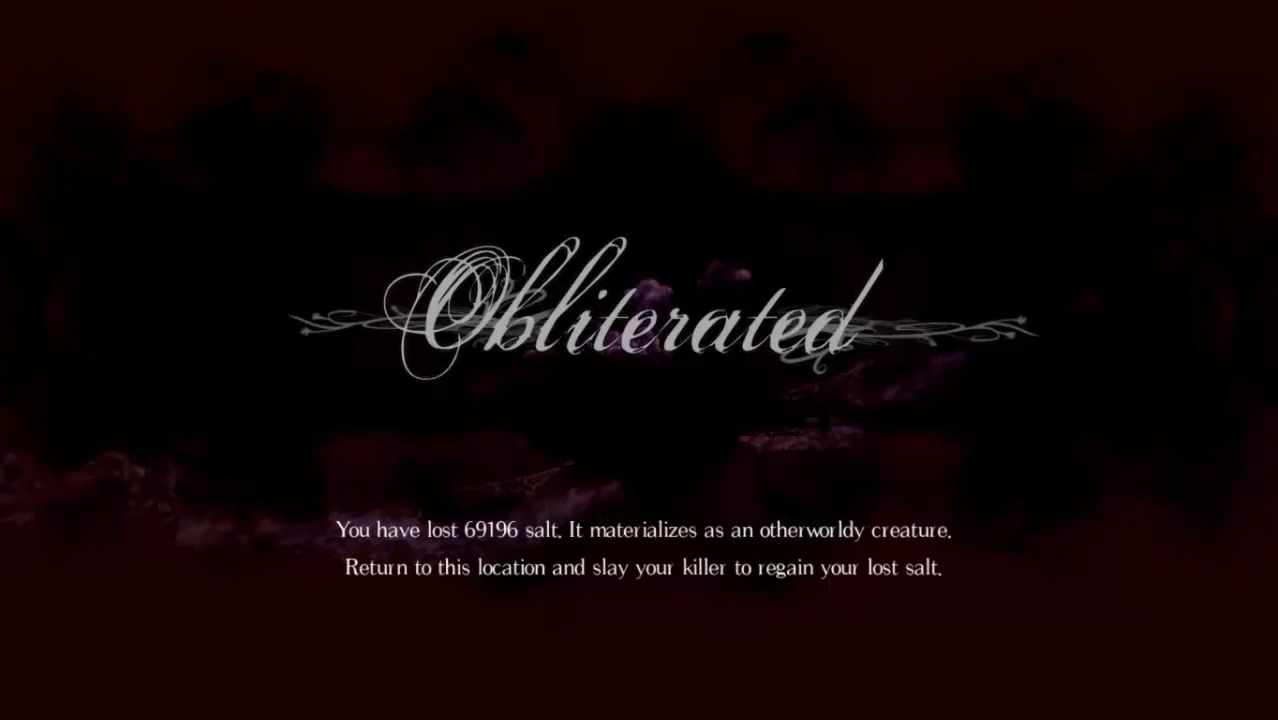 Obliterated
You have lost 69196 salt. It materializes as an otherworldy creature.
Return to this location and slay your killer to regain your lost salt.